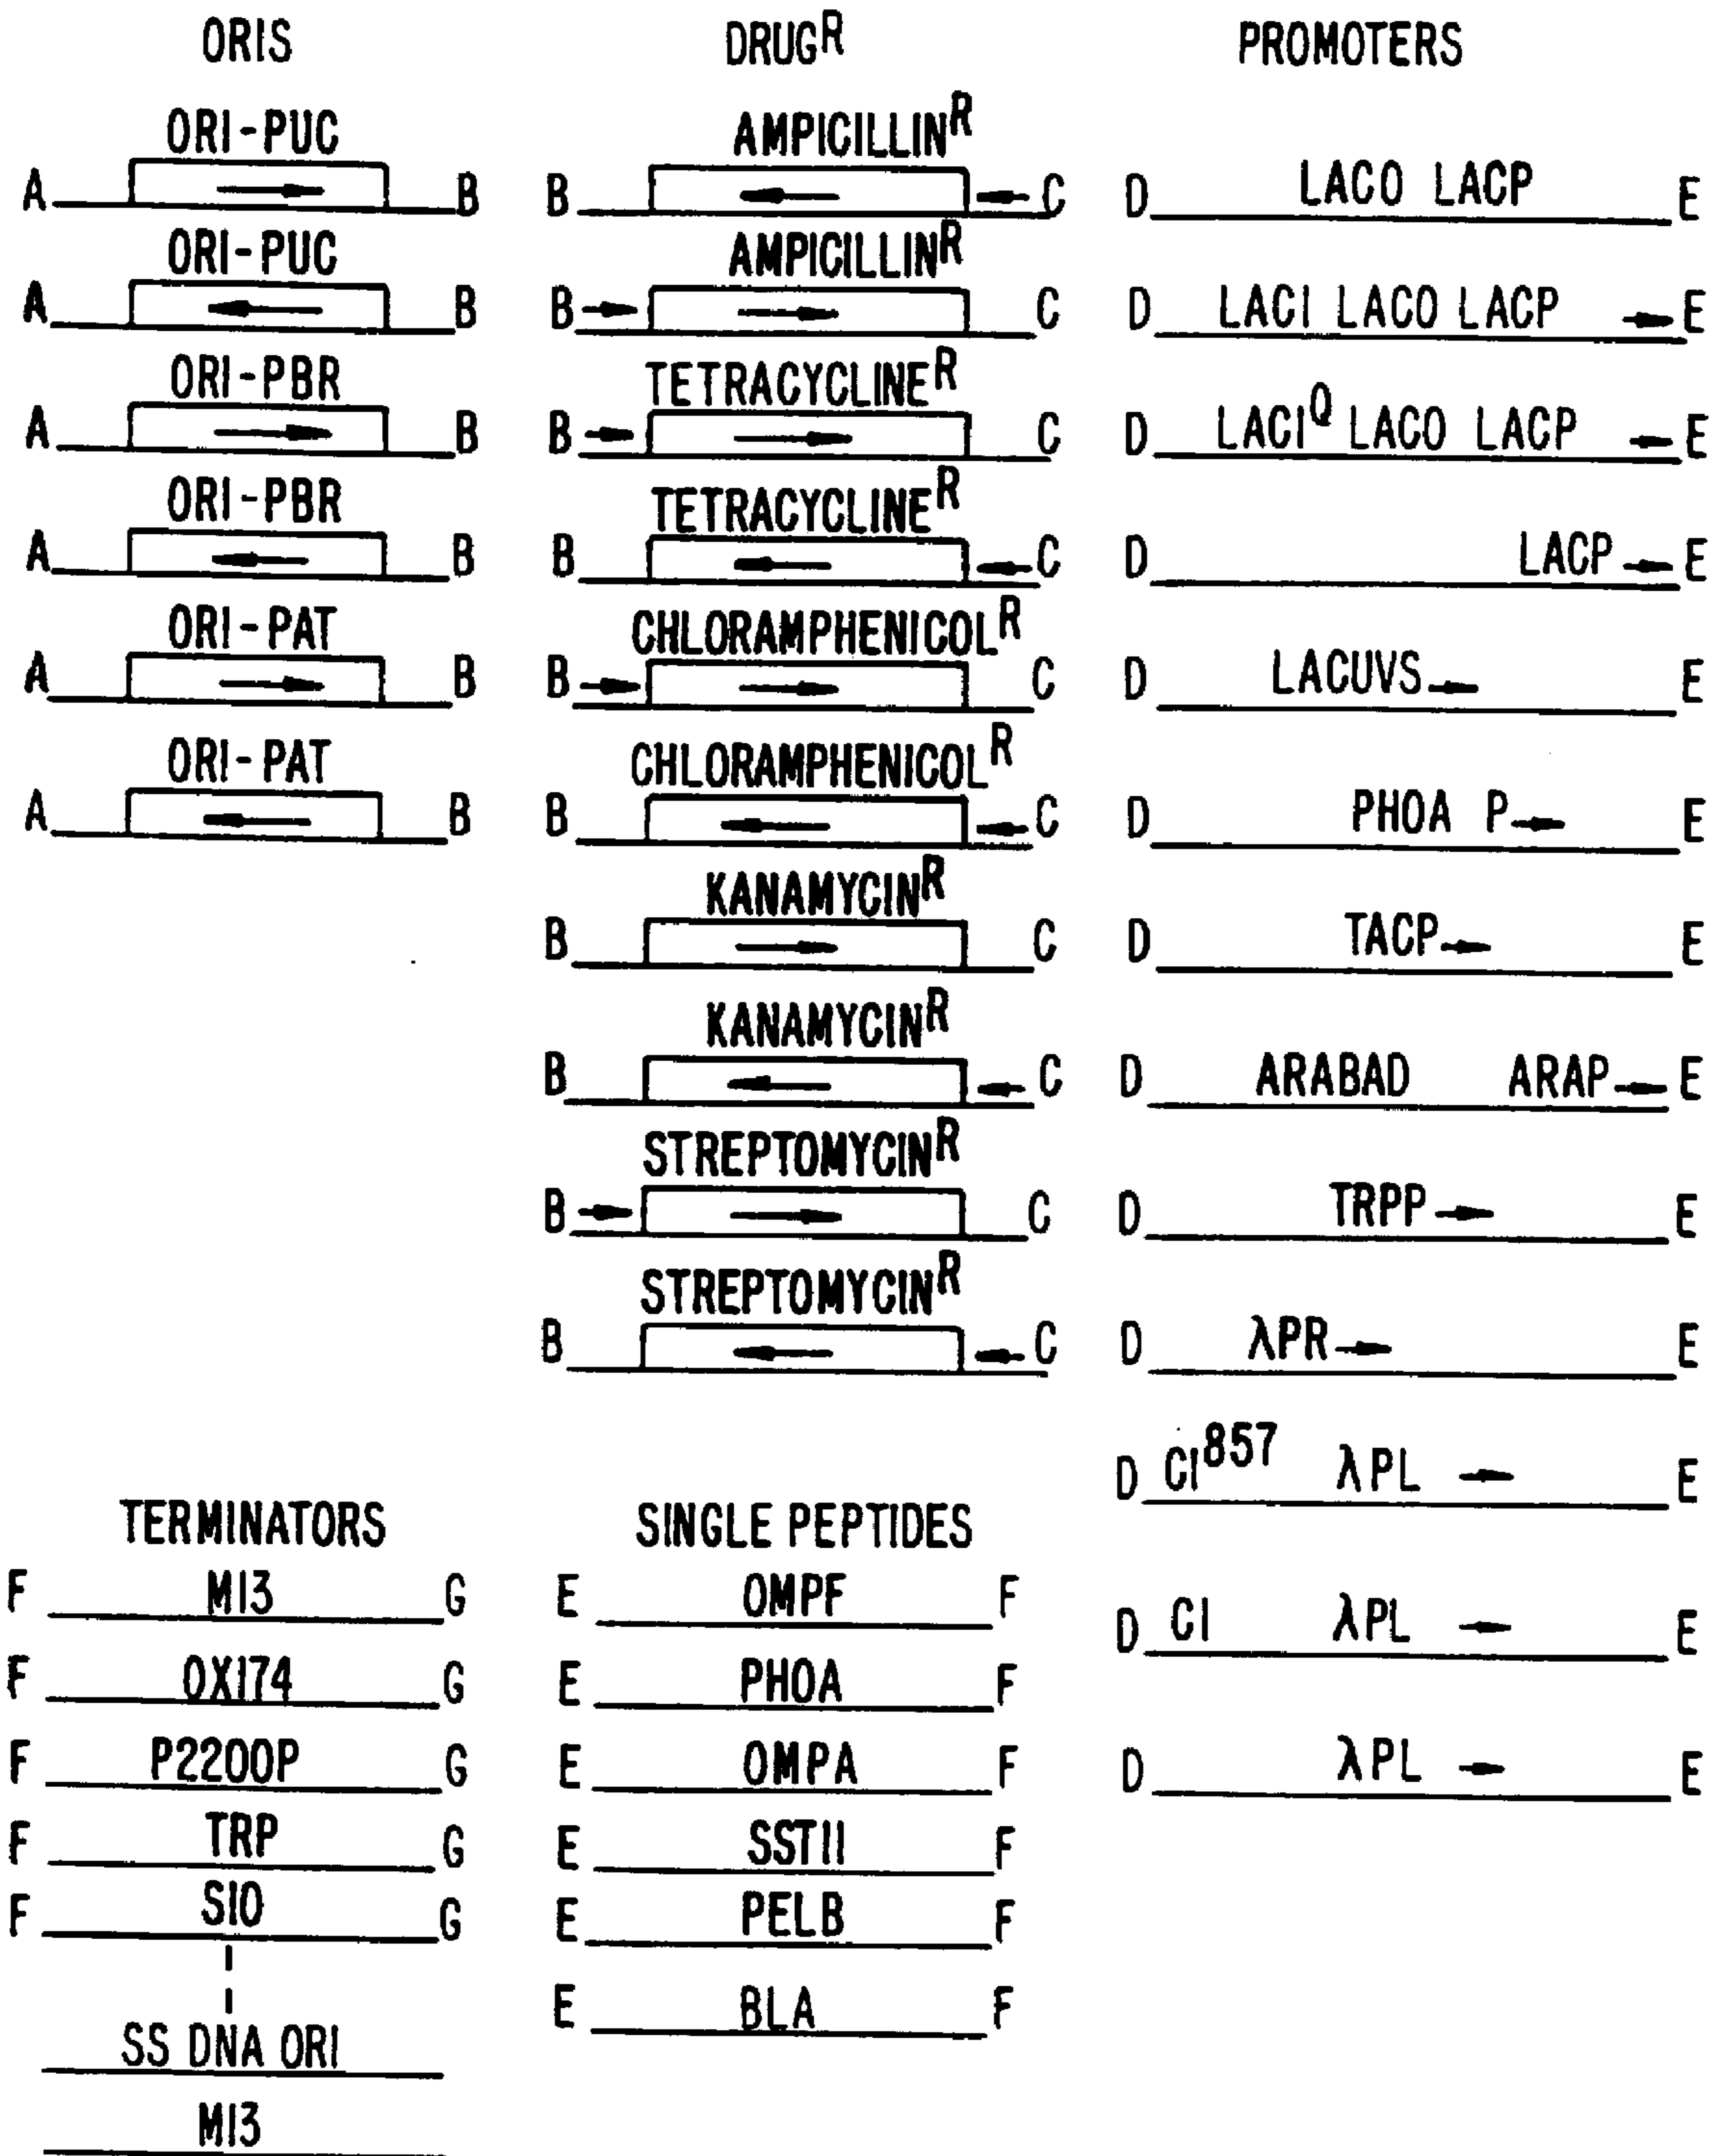 ORIS
ORI-PUC
A B
ORI-PUC
A B
ORI-PBR
A B
ORI-PBR
A B
ORI-PAT
A B
ORI-PAT
A B
DRUGR
AMPICILLINR
B C
AMPICILLINR
B C
TETRACYCLINER
B C
TETRACYCLINER
B C
CHLORAMPHENICOLR
B C
CHLORAMPHENICOLR
B C
KANAMYCINR
B C
KANAMYCINR
B C
STREPTOMYCINR
B C
STREPTOMYCINR
B C
PROMOTERS
D LACO LACP E
D LACI LACO LACP E
D LACIQ LACO LACP E
D LACP E
D LACUVS E
D PHOA P E
D TACP E
D ARABAD ARAP E
D TRPP E
D λPR E
D CI857 λPL E
D CI λPL E
D λPL E
TERMINATORS
F M13 G
F OX174 G
F P2200P G
F TRP G
F S10 G
SS DNA ORI
M13
SINGLE PEPTIDES
E OMPF F
E PHOA F
E OMPA F
E SSTII F
E PELB F
E BLA F